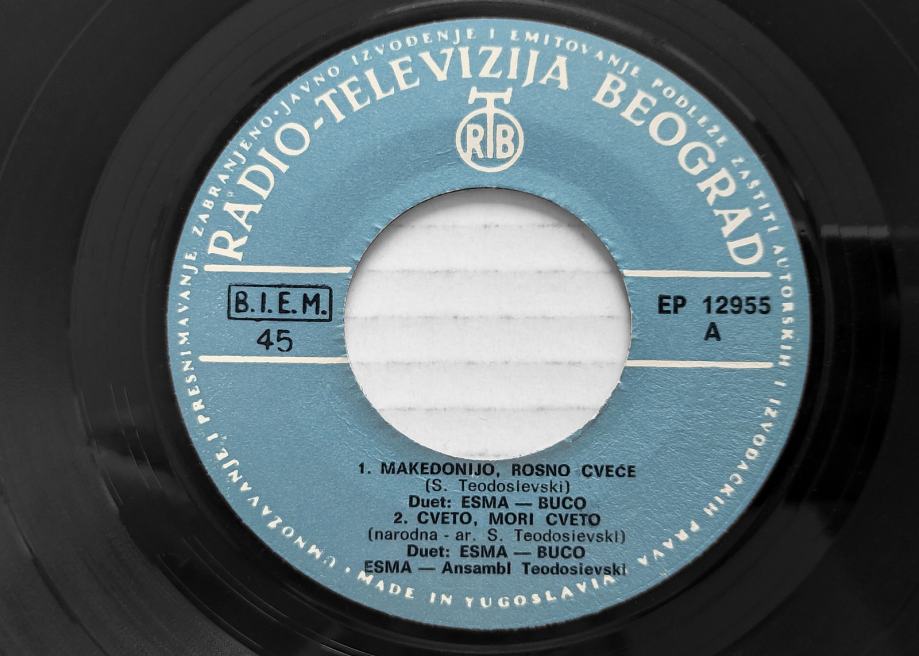 UMNOŽAVANJE I PRESNIMAVANJE ZABRANJENO · JAVNO IZVOĐENJE I EMITOVANJE PODLEŽE ZAŠTITI AUTORSKIH I IZVOĐAČKIH PRAVA · MADE IN YUGOSLAVIA ·
RADIO-TELEVIZIJA BEOGRAD
RTB
B.I.E.M.
45
EP 12955
A
1. MAKEDONIJO, ROSNO CVEĆE
(S. Teodosievski)
Duet: ESMA — BUCO
2. CVETO, MORI CVETO
(narodna - ar. S. Teodosievski)
Duet: ESMA — BUCO
ESMA — Ansambl Teodosievski